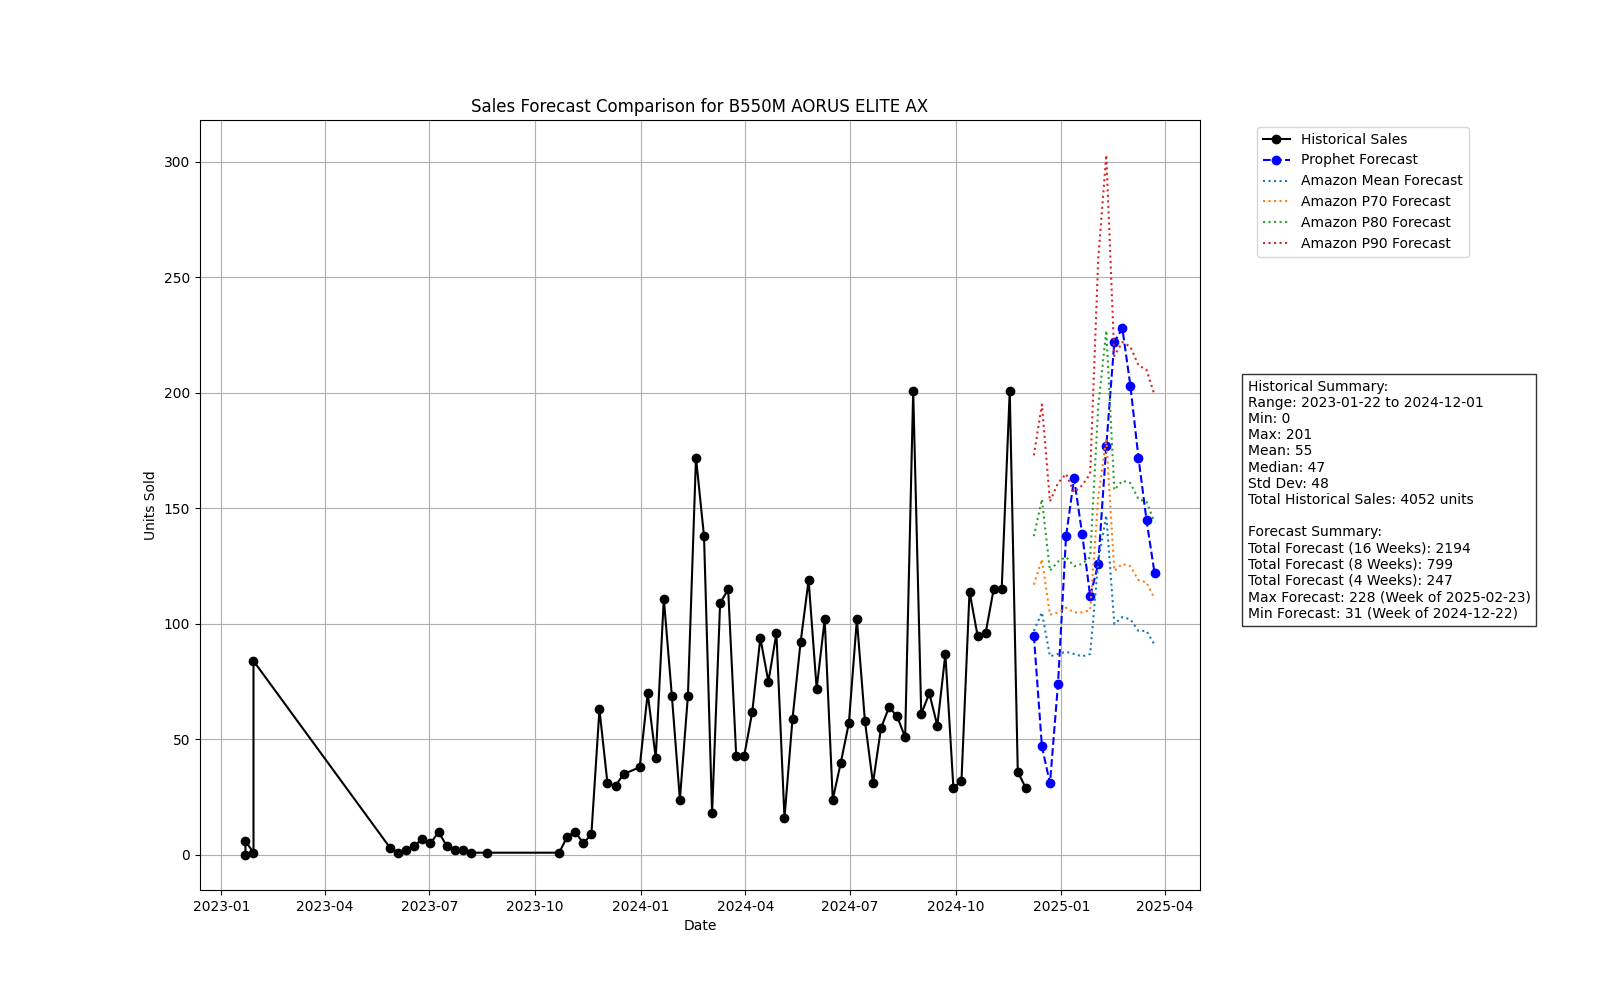 Sales Forecast Comparison for B550M AORUS ELITE AX
Units Sold
300
250
200
150
100
50
0
2023-01
2023-04
2023-07
2023-10
2024-01
2024-04
2024-07
2024-10
2025-01
2025-04
Date
Historical Sales
Prophet Forecast
Amazon Mean Forecast
Amazon P70 Forecast
Amazon P80 Forecast
Amazon P90 Forecast
Historical Summary:
Range: 2023-01-22 to 2024-12-01
Min: 0
Max: 201
Mean: 55
Median: 47
Std Dev: 48
Total Historical Sales: 4052 units
Forecast Summary:
Total Forecast (16 Weeks): 2194
Total Forecast (8 Weeks): 799
Total Forecast (4 Weeks): 247
Max Forecast: 228 (Week of 2025-02-23)
Min Forecast: 31 (Week of 2024-12-22)